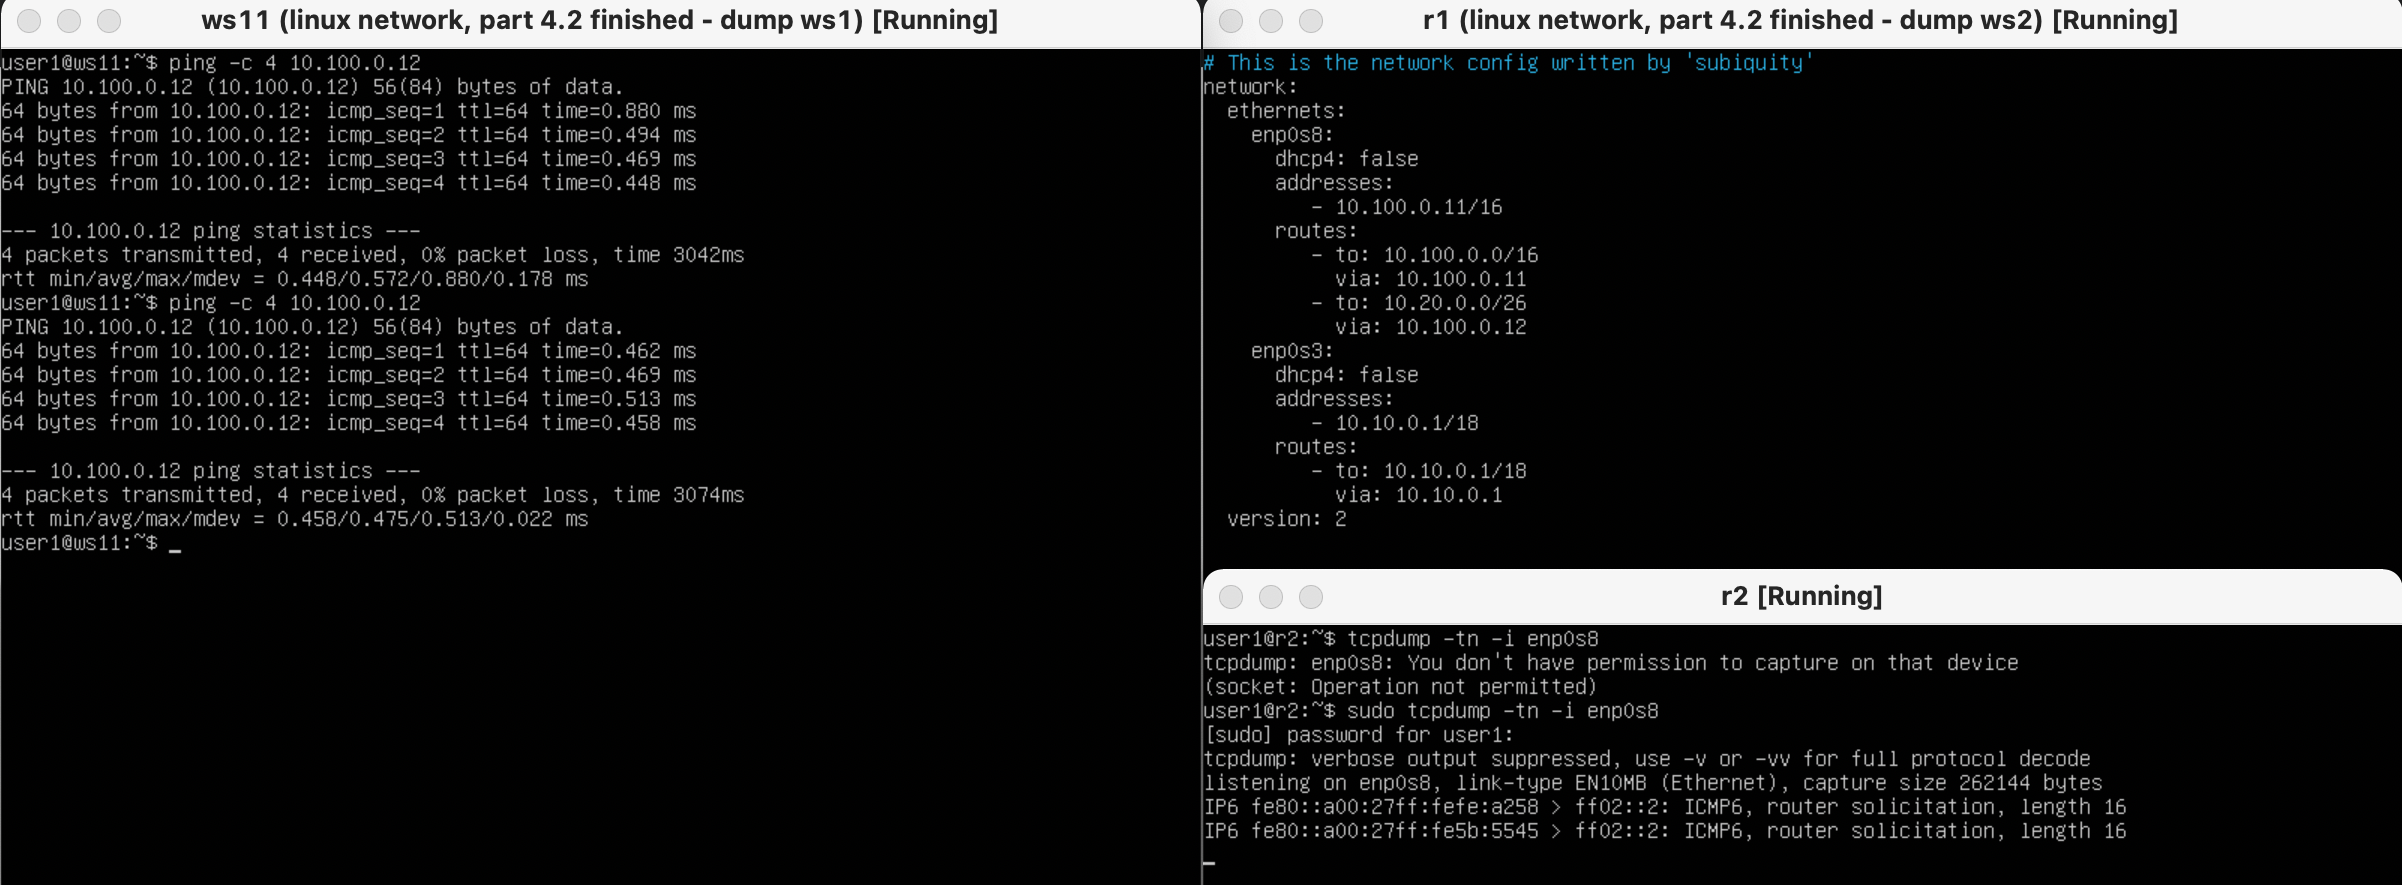 ws11 (linux network, part 4.2 finished - dump ws1) [Running]
user1@ws11:~$ ping -c 4 10.100.0.12
PING 10.100.0.12 (10.100.0.12) 56(84) bytes of data.
64 bytes from 10.100.0.12: icmp_seq=1 ttl=64 time=0.880 ms
64 bytes from 10.100.0.12: icmp_seq=2 ttl=64 time=0.494 ms
64 bytes from 10.100.0.12: icmp_seq=3 ttl=64 time=0.469 ms
64 bytes from 10.100.0.12: icmp_seq=4 ttl=64 time=0.448 ms
--- 10.100.0.12 ping statistics ---
4 packets transmitted, 4 received, 0% packet loss, time 3042ms
rtt min/avg/max/mdev = 0.448/0.572/0.880/0.178 ms
user1@ws11:~$ ping -c 4 10.100.0.12
PING 10.100.0.12 (10.100.0.12) 56(84) bytes of data.
64 bytes from 10.100.0.12: icmp_seq=1 ttl=64 time=0.462 ms
64 bytes from 10.100.0.12: icmp_seq=2 ttl=64 time=0.469 ms
64 bytes from 10.100.0.12: icmp_seq=3 ttl=64 time=0.513 ms
64 bytes from 10.100.0.12: icmp_seq=4 ttl=64 time=0.458 ms
--- 10.100.0.12 ping statistics ---
4 packets transmitted, 4 received, 0% packet loss, time 3074ms
rtt min/avg/max/mdev = 0.458/0.475/0.513/0.022 ms
user1@ws11:~$ _
r1 (linux network, part 4.2 finished - dump ws2) [Running]
# This is the network config written by 'subiquity'
network:
  ethernets:
    enp0s8:
      dhcp4: false
      addresses:
         - 10.100.0.11/16
      routes:
         - to: 10.100.0.0/16
           via: 10.100.0.11
         - to: 10.20.0.0/26
           via: 10.100.0.12
    enp0s3:
      dhcp4: false
      addresses:
         - 10.10.0.1/18
      routes:
         - to: 10.10.0.1/18
           via: 10.10.0.1
  version: 2
r2 [Running]
user1@r2:~$ tcpdump -tn -i enp0s8
tcpdump: enp0s8: You don't have permission to capture on that device
(socket: Operation not permitted)
user1@r2:~$ sudo tcpdump -tn -i enp0s8
[sudo] password for user1:
tcpdump: verbose output suppressed, use -v or -vv for full protocol decode
listening on enp0s8, link-type EN10MB (Ethernet), capture size 262144 bytes
IP6 fe80::a00:27ff:fefe:a258 > ff02::2: ICMP6, router solicitation, length 16
IP6 fe80::a00:27ff:fe5b:5545 > ff02::2: ICMP6, router solicitation, length 16
_